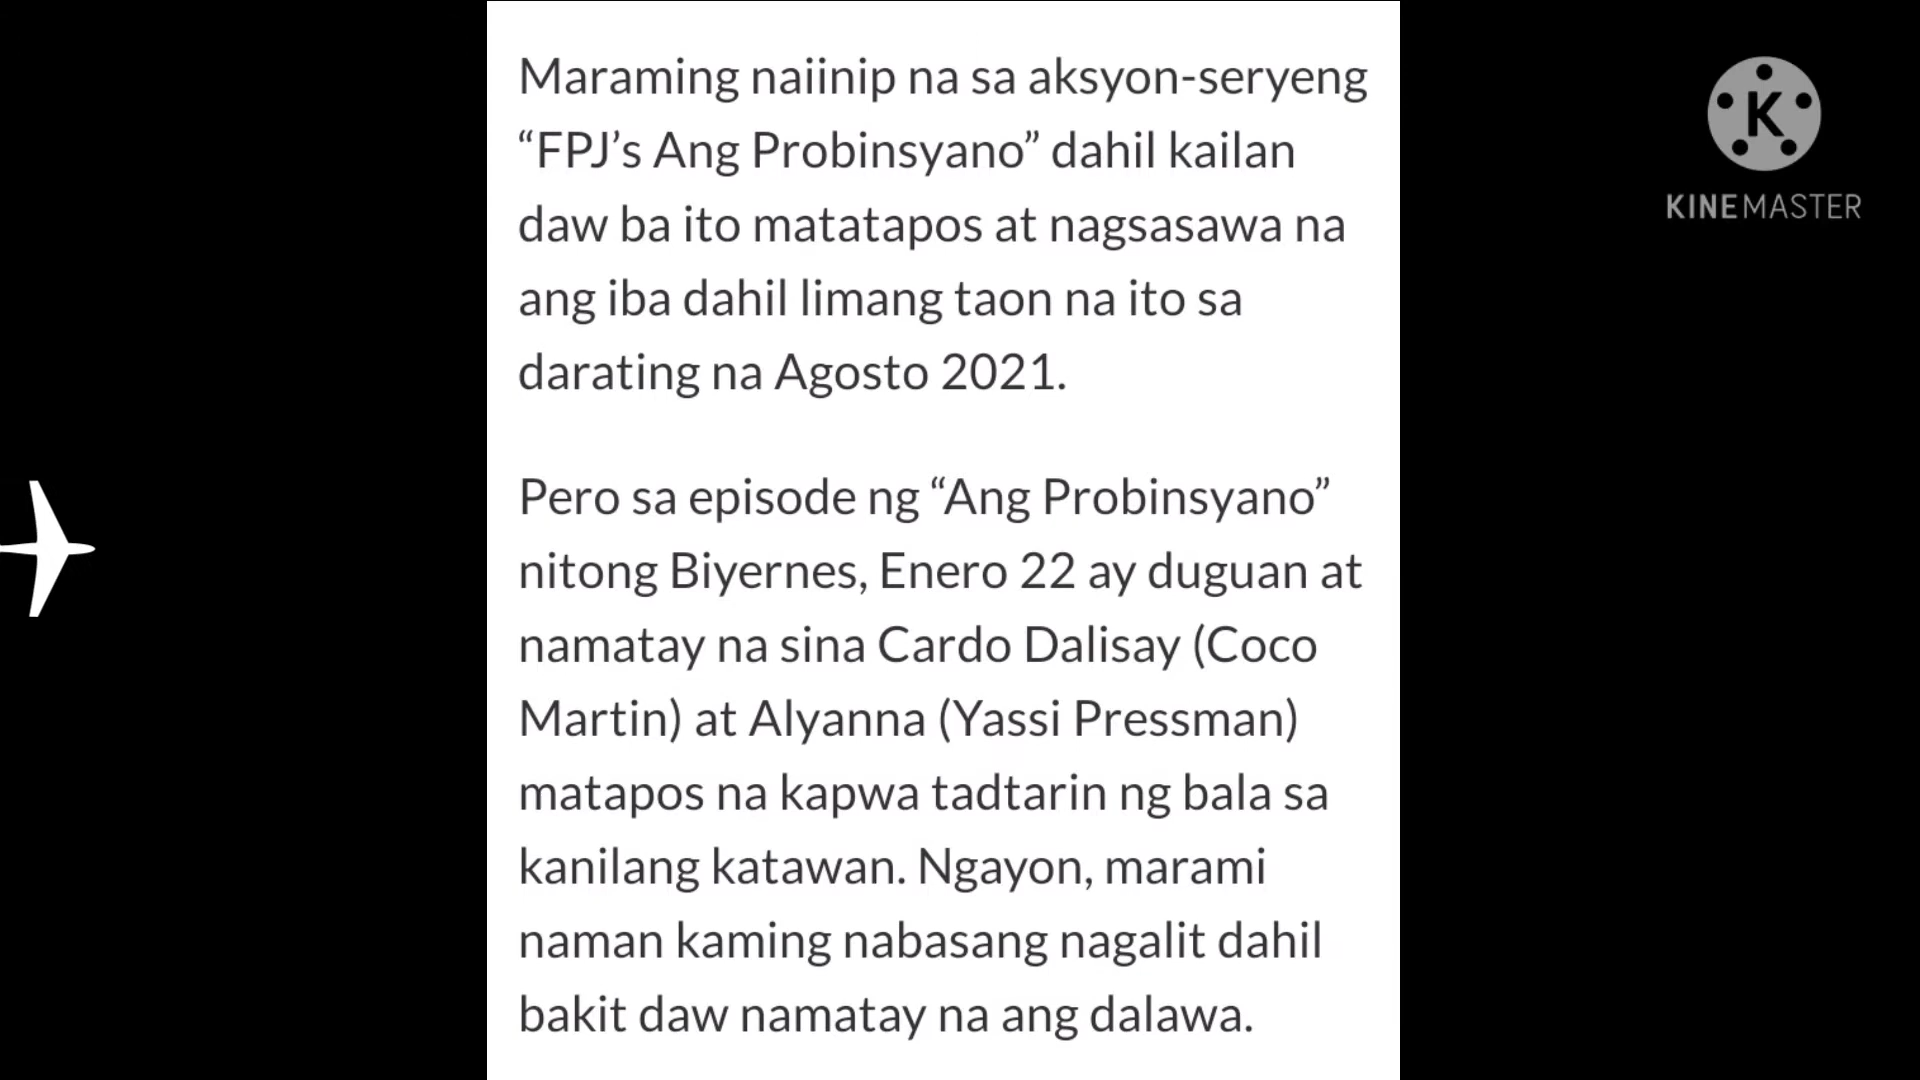 Maraming naiinip na sa aksyon-seryeng
“FPJ’s Ang Probinsyano” dahil kailan
daw ba ito matatapos at nagsasawa na
ang iba dahil limang taon na ito sa
darating na Agosto 2021.
Pero sa episode ng “Ang Probinsyano”
nitong Biyernes, Enero 22 ay duguan at
namatay na sina Cardo Dalisay (Coco
Martin) at Alyanna (Yassi Pressman)
matapos na kapwa tadtarin ng bala sa
kanilang katawan. Ngayon, marami
naman kaming nabasang nagalit dahil
bakit daw namatay na ang dalawa.
K
KINEMASTER